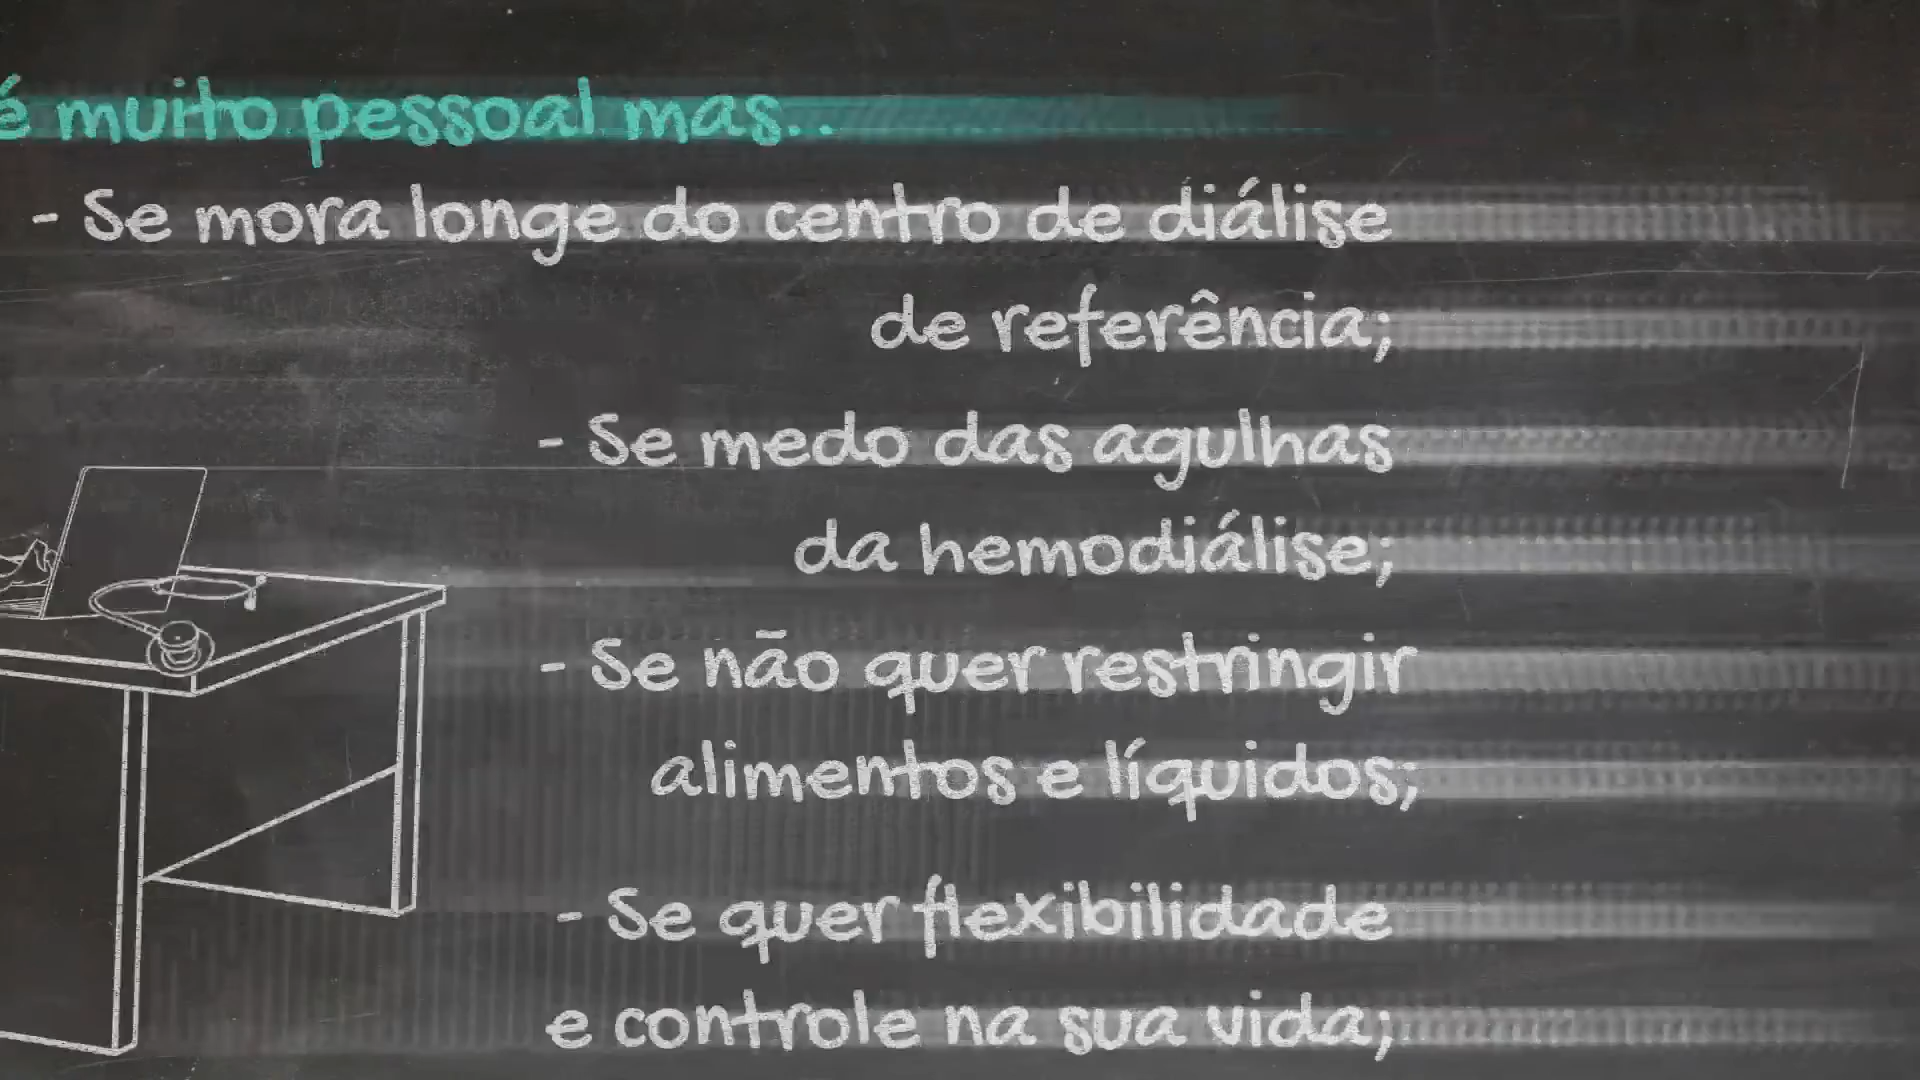 é muito pessoal mas..
- Se mora longe do centro de diálise
de referência;
- Se medo das agulhas
da hemodiálise;
- Se não quer restringir
alimentos e líquidos;
- Se quer flexibilidade
e controle na sua vida;